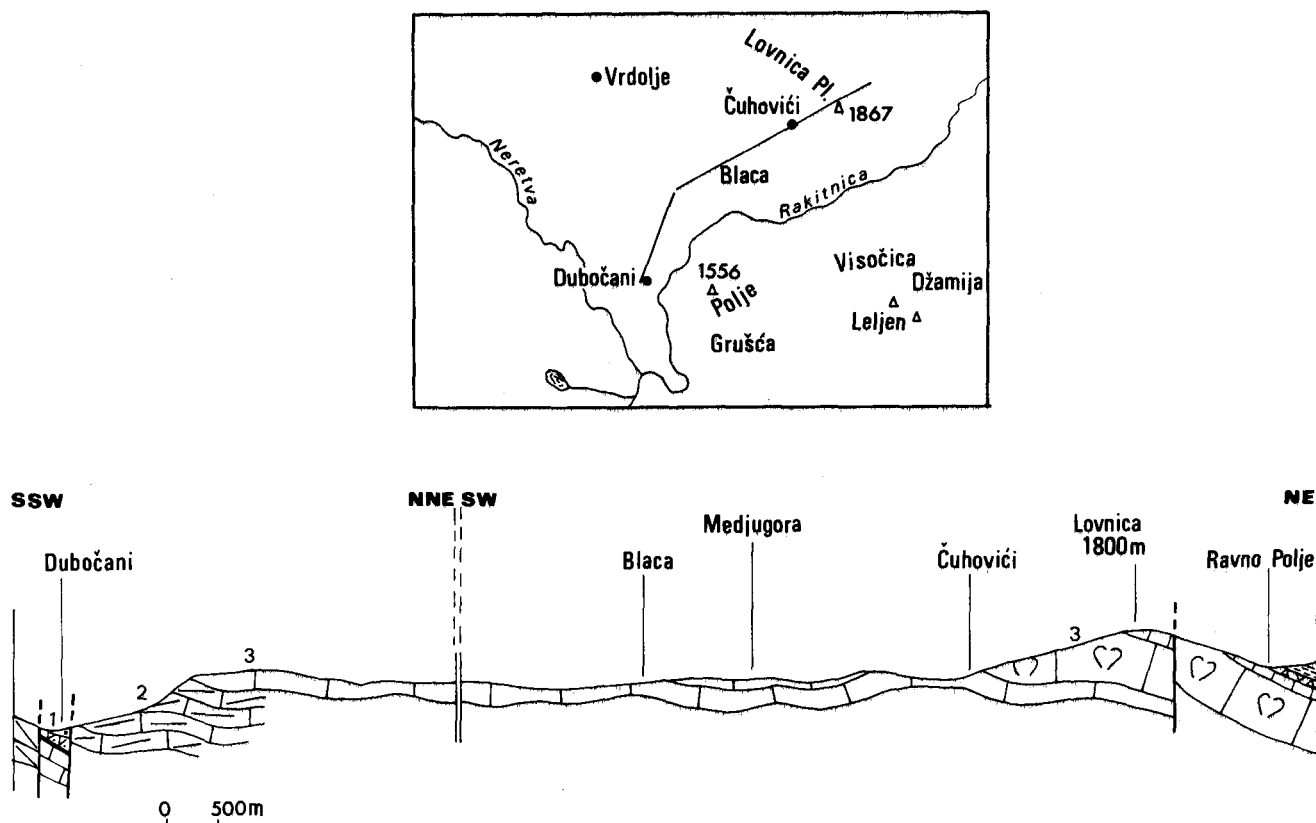 Lovnica Pl.
Vrdolje
Čuhovići
1867
Neretva
Blaca
Rakitnica
Dubočani
1556
Polje
Visočica
Džamija
Leljen
Grušća
SSW
NNE SW
NE
Dubočani
Blaca
Medjugora
Čuhovići
Lovnica
1800m
Ravno Polje
1
2
3
3
0 500m